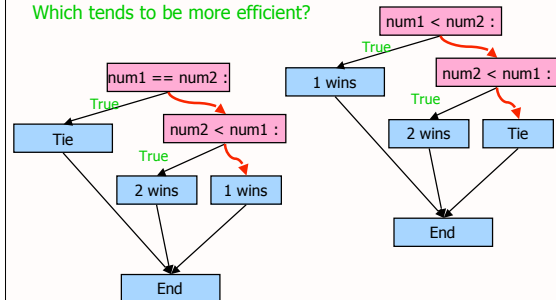 Which tends to be more efficient?
num1 == num2 :
True
Tie
num2 < num1 :
True
2 wins
1 wins
End
num1 < num2 :
True
1 wins
num2 < num1 :
True
2 wins
Tie
End